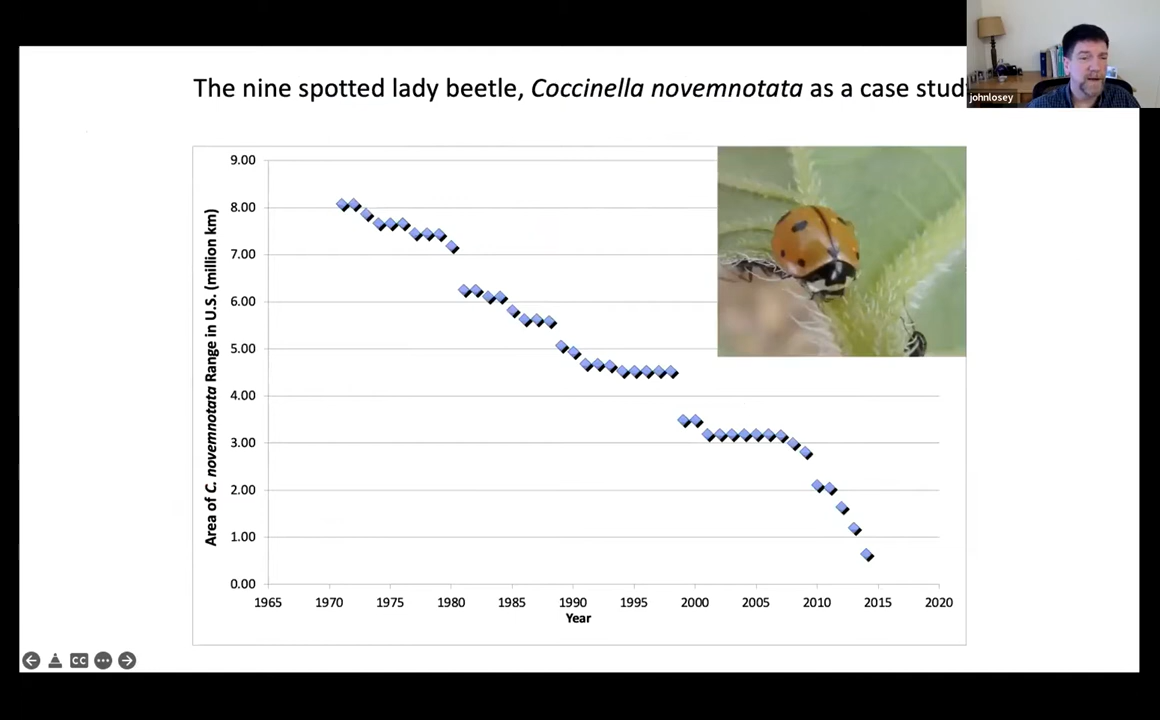 The nine spotted lady beetle, Coccinella novemnotata as a case
johnlosey
9.00
8.00
7.00
6.00
5.00
4.00
3.00
2.00
1.00
0.00
Area of C. novemnotata Range in U.S. (million km)
1965 1970 1975 1980 1985 1990 1995 2000 2005 2010 2015 2020
Year
CC